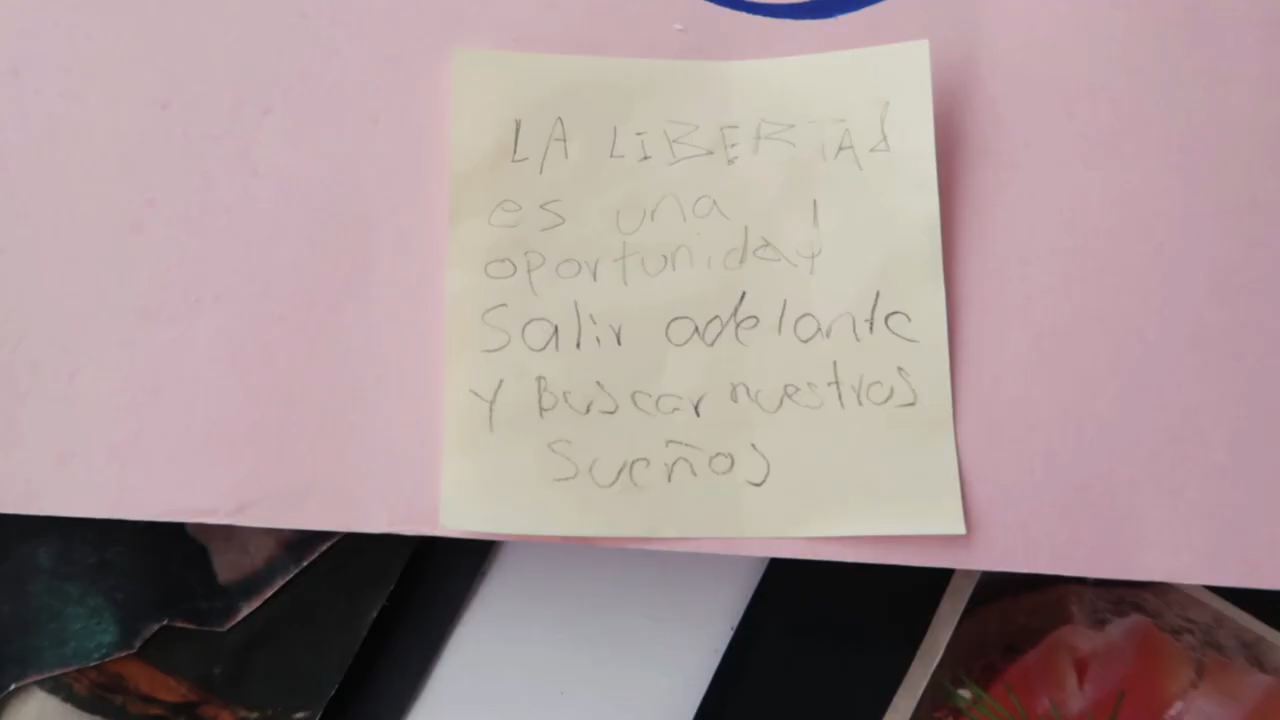 LA LiBERTAd
es una
oportunidad
Salir adelante
y Buscar nuestros
Sueños